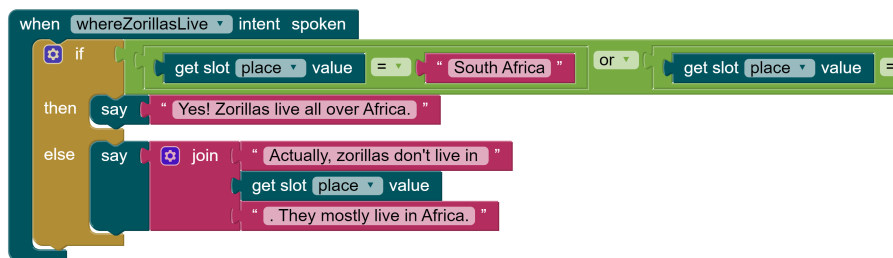 when whereZorillasLive intent spoken
if get slot place value = “ South Africa ” or get slot place value =
then say “ Yes! Zorillas live all over Africa. ”
else say join “ Actually, zorillas don't live in ”
get slot place value
“ . They mostly live in Africa. ”